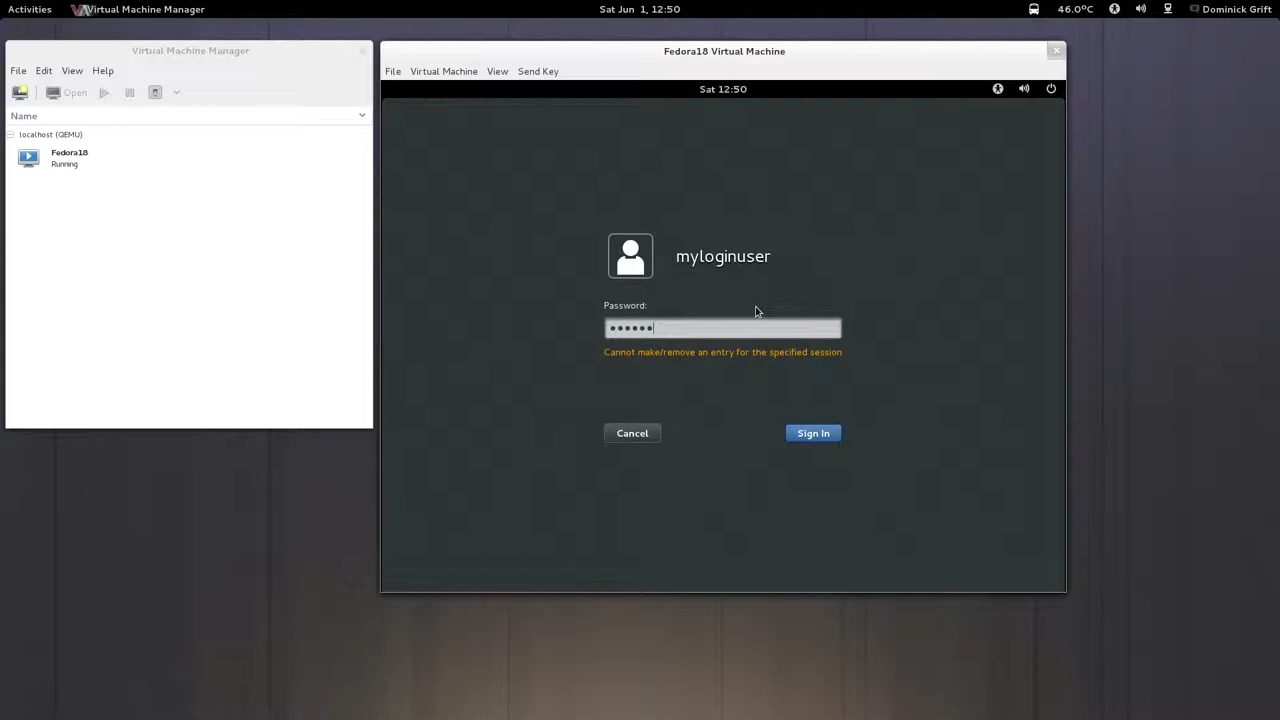 Activities Virtual Machine Manager Sat Jun 1, 12:50 46.0°C Dominick Grift
Virtual Machine Manager
File Edit View Help
Open
Name
localhost (QEMU)
Fedora18
Running
Fedora18 Virtual Machine
File Virtual Machine View Send Key
Sat 12:50
myloginuser
Password:
••••••
Cannot make/remove an entry for the specified session
Cancel Sign In